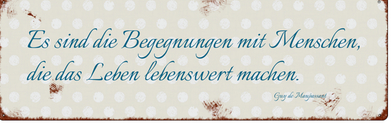 Es sind die Begegnungen mit Menschen,
die das Leben lebenswert machen.
Guy de Maupassant